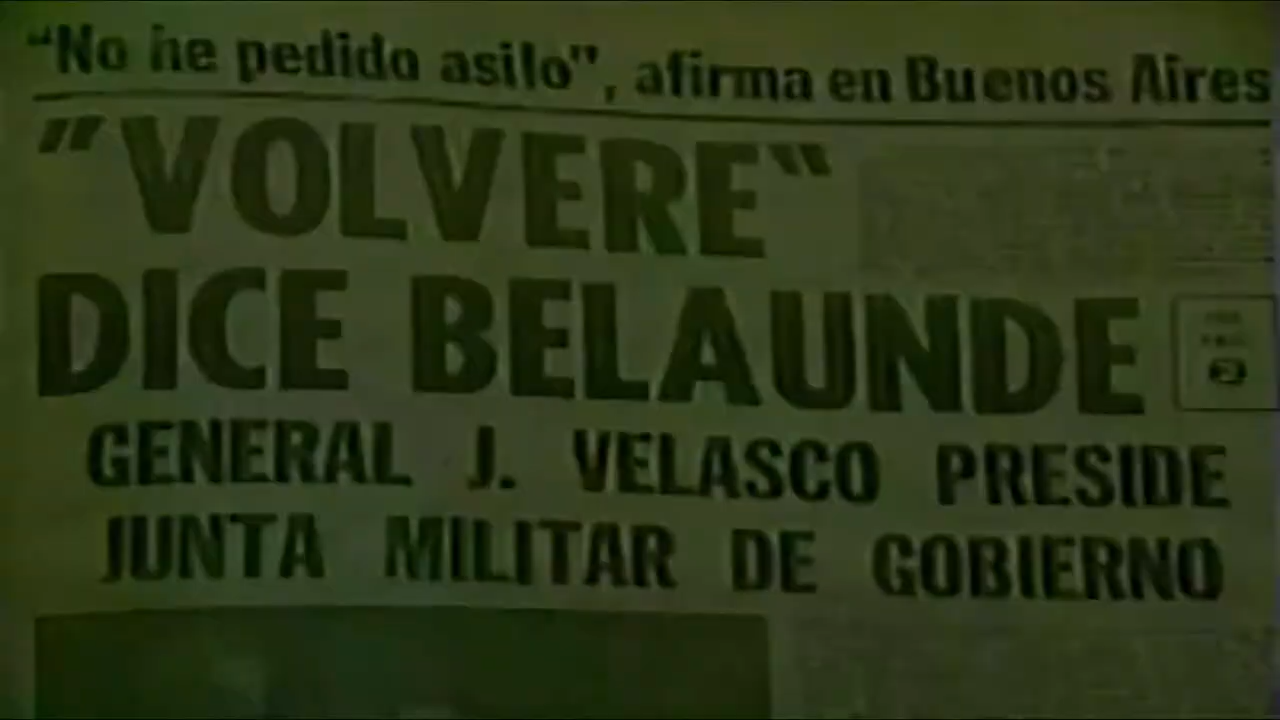 "No he pedido asilo", afirma en Buenos Aires
"VOLVERE"
DICE BELAUNDE
GENERAL J. VELASCO PRESIDE
JUNTA MILITAR DE GOBIERNO